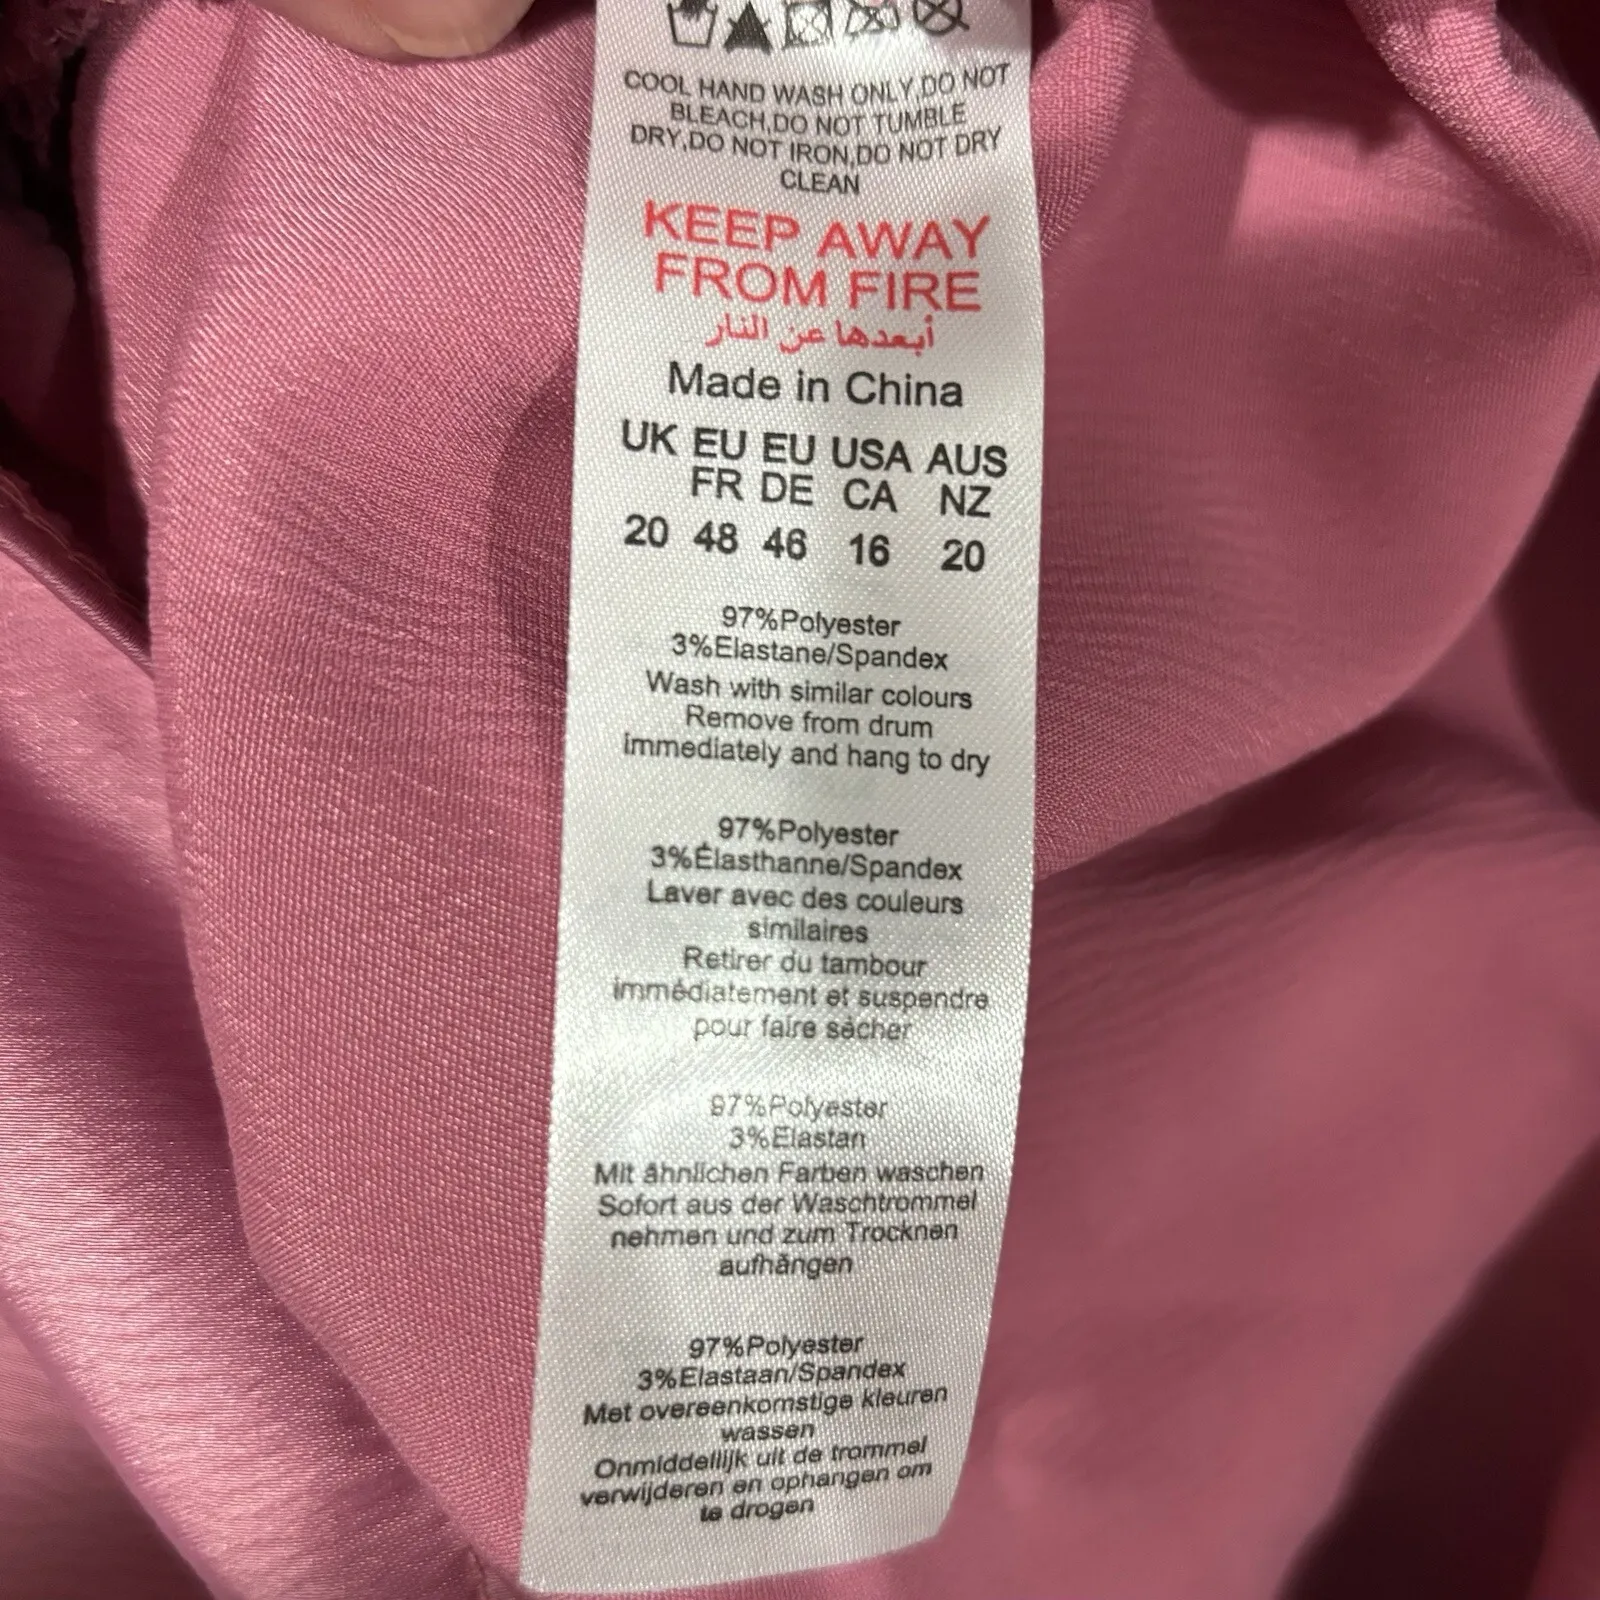 COOL HAND WASH ONLY,DO NOT
BLEACH,DO NOT TUMBLE
DRY,DO NOT IRON,DO NOT DRY
CLEAN
KEEP AWAY
FROM FIRE
أبعدها عن النار
Made in China
UK EU EU USA AUS
FR DE CA NZ
20 48 46 16 20
97%Polyester
3%Elastane/Spandex
Wash with similar colours
Remove from drum
immediately and hang to dry
97%Polyester
3%Élasthanne/Spandex
Laver avec des couleurs
similaires
Retirer du tambour
immédiatement et suspendre
pour faire sécher
97%Polyester
3%Elastan
Mit ähnlichen Farben waschen
Sofort aus der Waschtrommel
nehmen und zum Trocknen
aufhängen
97%Polyester
3%Elastaan/Spandex
Met overeenkomstige kleuren
wassen
Onmiddellijk uit de trommel
verwijderen en ophangen om
te drogen